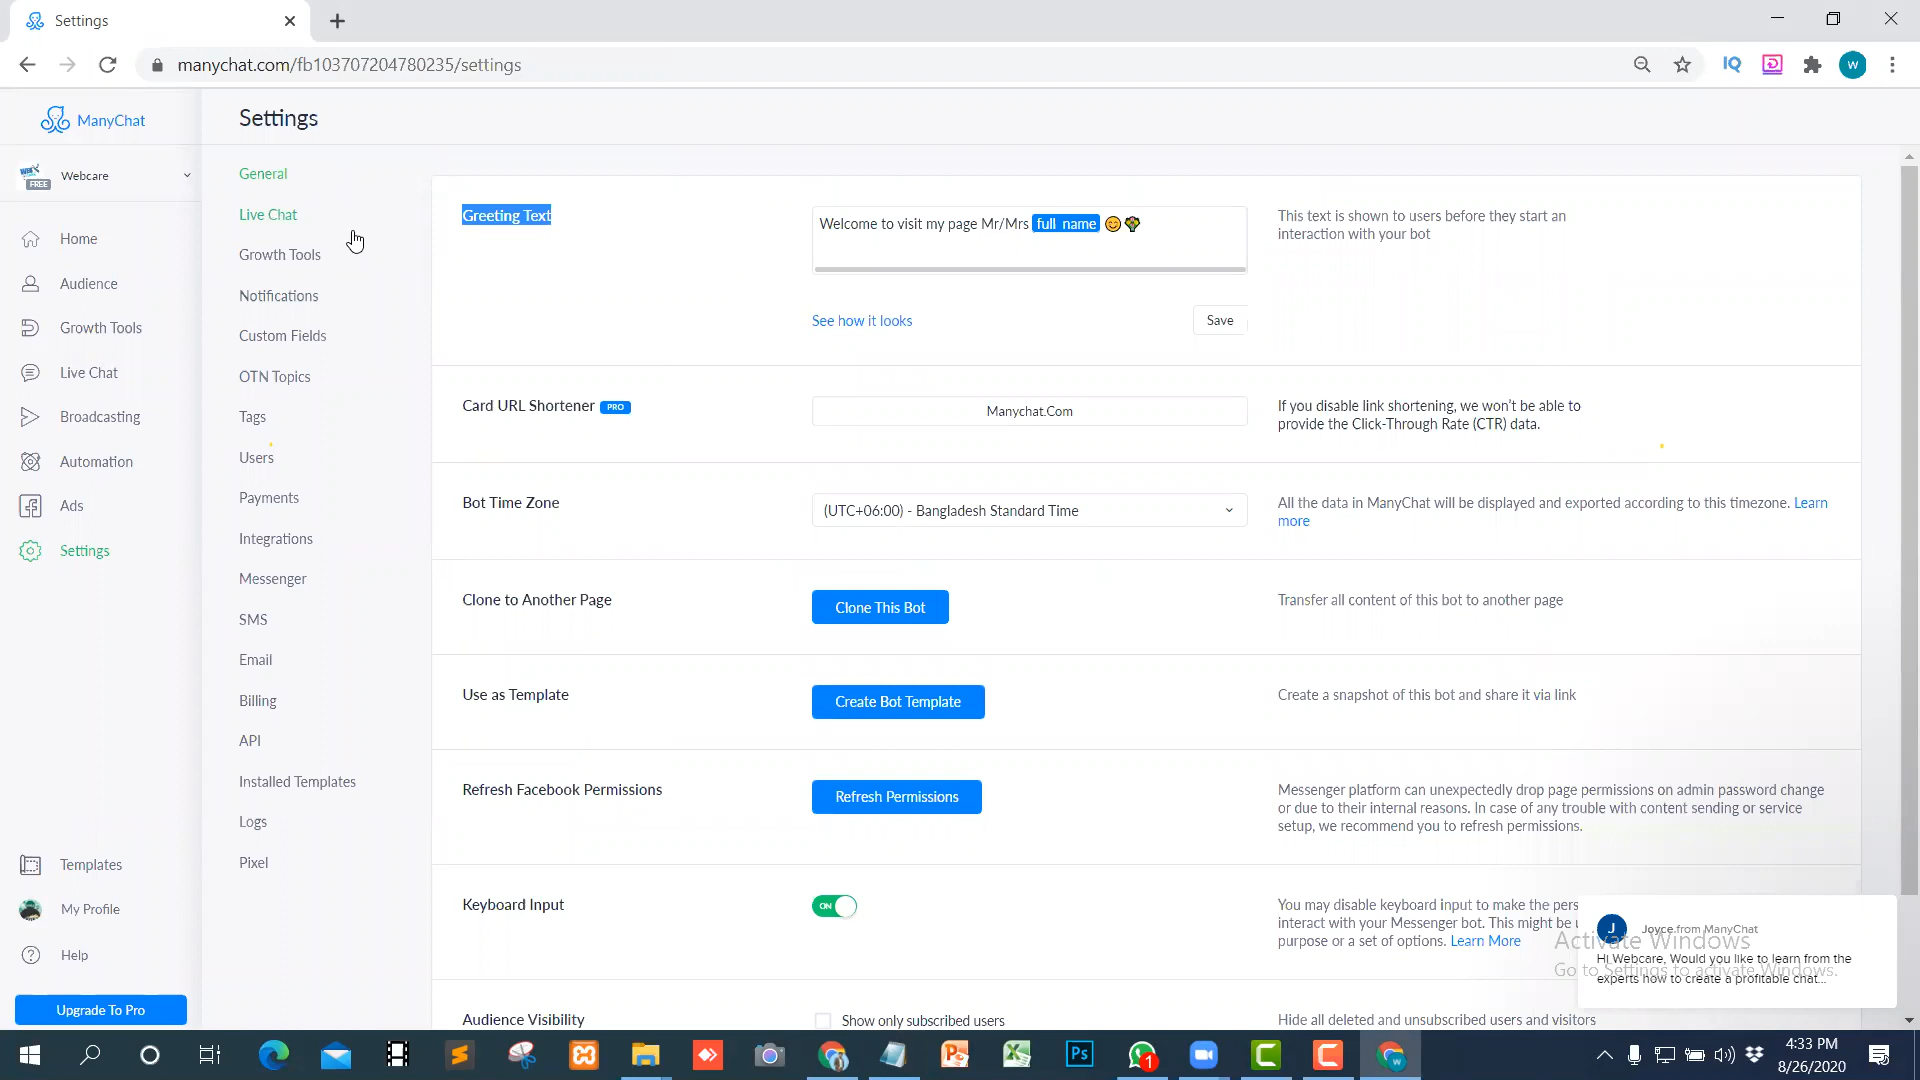 Settings
manychat.com/fb103707204780235/settings
IQ
W
ManyChat
Settings
FREE
Webcare
Home
Audience
Growth Tools
Live Chat
Broadcasting
Automation
Ads
Settings
Templates
My Profile
Help
Upgrade To Pro
General
Live Chat
Growth Tools
Notifications
Custom Fields
OTN Topics
Tags
Users
Payments
Integrations
Messenger
SMS
Email
Billing
API
Installed Templates
Logs
Pixel
Greeting Text
Welcome to visit my page Mr/Mrs full name 😊💐
This text is shown to users before they start an
interaction with your bot
See how it looks
Save
Card URL Shortener PRO
Manychat.Com
If you disable link shortening, we won't be able to
provide the Click-Through Rate (CTR) data.
Bot Time Zone
(UTC+06:00) - Bangladesh Standard Time
All the data in ManyChat will be displayed and exported according to this timezone. Learn
more
Clone to Another Page
Clone This Bot
Transfer all content of this bot to another page
Use as Template
Create Bot Template
Create a snapshot of this bot and share it via link
Refresh Facebook Permissions
Refresh Permissions
Messenger platform can unexpectedly drop page permissions on admin password change
or due to their internal reasons. In case of any trouble with content sending or service
setup, we recommend you to refresh permissions.
Keyboard Input
ON
You may disable keyboard input to make the pers
interact with your Messenger bot. This might be u
purpose or a set of options. Learn More
J
Joyce from ManyChat
Hi Webcare, Would you like to learn from the
experts how to create a profitable chat...
Activate Windows
Go to Settings to activate Windows.
Audience Visibility
Show only subscribed users
Hide all deleted and unsubscribed users and visitors
Ps
1
4:33 PM
8/26/2020